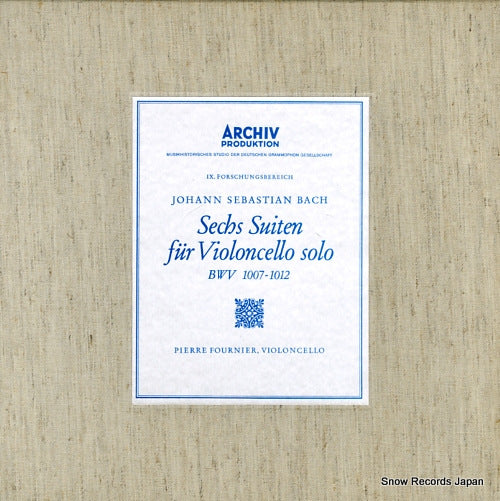 ARCHIV
PRODUKTION
MUSIKHISTORISCHES STUDIO DER DEUTSCHEN GRAMMOPHON GESELLSCHAFT
IX. FORSCHUNGSBEREICH
JOHANN SEBASTIAN BACH
Sechs Suiten
für Violoncello solo
BWV 1007-1012
PIERRE FOURNIER, VIOLONCELLO
Snow Records Japan